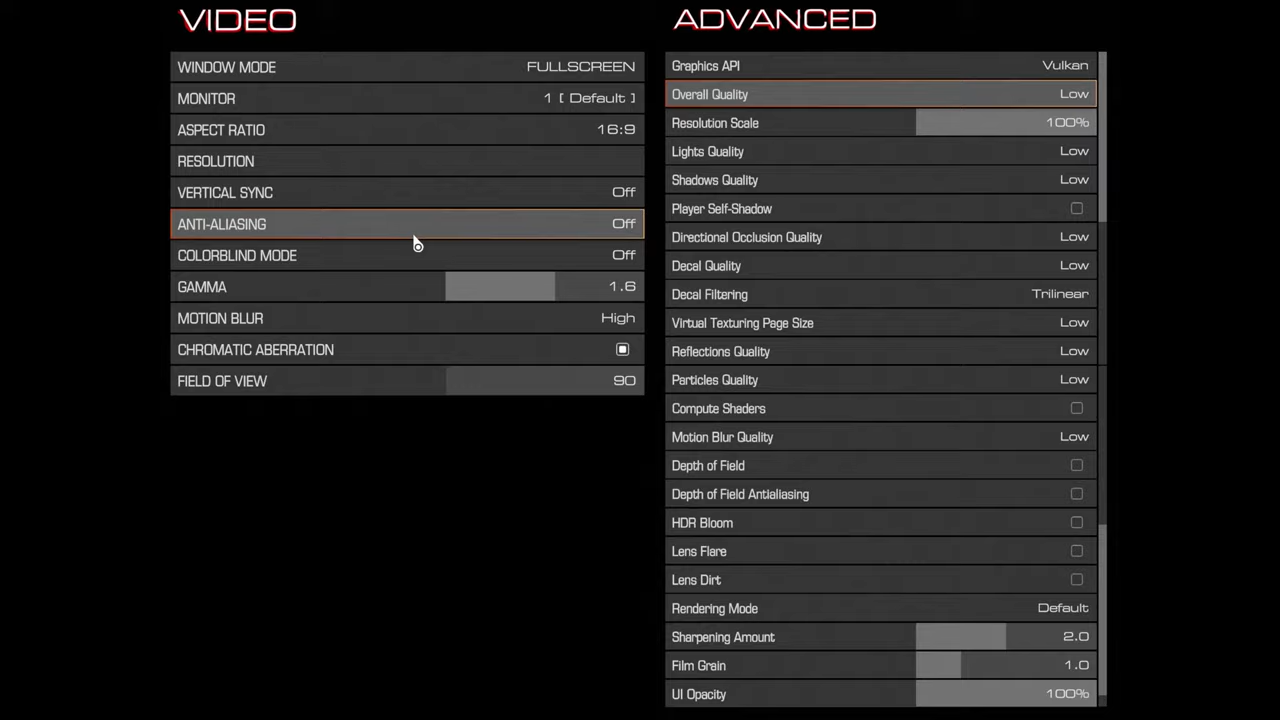 VIDEO
WINDOW MODE FULLSCREEN
MONITOR 1 [ Default ]
ASPECT RATIO 16:9
RESOLUTION
VERTICAL SYNC Off
ANTI-ALIASING Off
COLORBLIND MODE Off
GAMMA 1.6
MOTION BLUR High
CHROMATIC ABERRATION
FIELD OF VIEW 90
ADVANCED
Graphics API Vulkan
Overall Quality Low
Resolution Scale 100%
Lights Quality Low
Shadows Quality Low
Player Self-Shadow
Directional Occlusion Quality Low
Decal Quality Low
Decal Filtering Trilinear
Virtual Texturing Page Size Low
Reflections Quality Low
Particles Quality Low
Compute Shaders
Motion Blur Quality Low
Depth of Field
Depth of Field Antialiasing
HDR Bloom
Lens Flare
Lens Dirt
Rendering Mode Default
Sharpening Amount 2.0
Film Grain 1.0
UI Opacity 100%